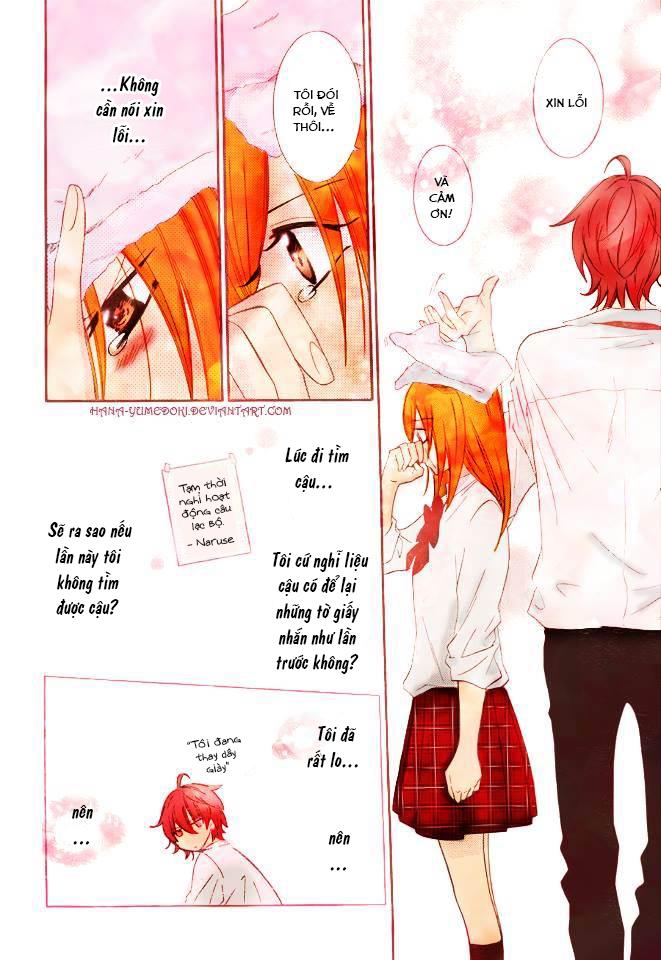 XIN LỖI
VÀ
CẢM
ƠN!
TÔI ĐÓI
RỒI, VỀ
THÔI...
...Không
cần nói xin
lỗi...
HANA-YUMEDOKI.DEVIANTART.COM
Lúc đi tìm
cậu...
Tôi cứ nghĩ liệu
cậu có để lại
những tờ giấy
nhắn như lần
trước không?
Tạm thời
nghỉ hoạt
động câu
lạc bộ.
- Naruse
Sẽ ra sao nếu
lần này tôi
không tìm
được cậu?
Tôi đã
rất lo...
nên
...
"Tôi đang
thay dây
giày"
nên
...